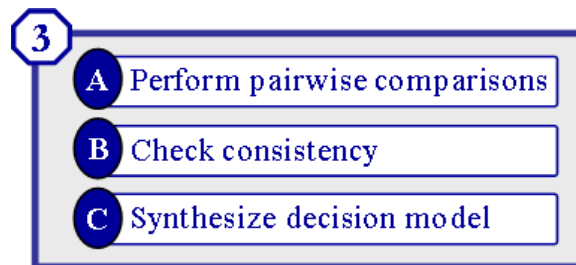 3
A Perform pairwise comparisons
B Check consistency
C Synthesize decision model